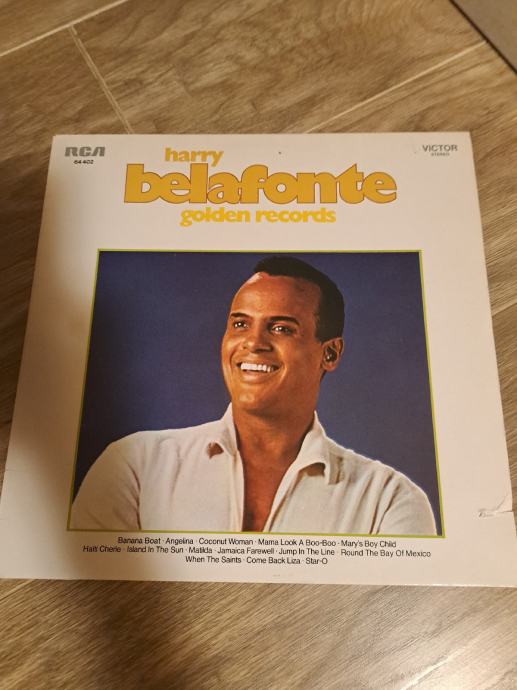 RCA
64 402
VICTOR
STEREO
harry
belafonte
golden records
Banana Boat · Angelina · Coconut Woman · Mama Look A Boo-Boo · Mary's Boy Child
Haiti Cherie · Island In The Sun · Matilda · Jamaica Farewell · Jump In The Line · Round The Bay Of Mexico
When The Saints · Come Back Liza · Star-O